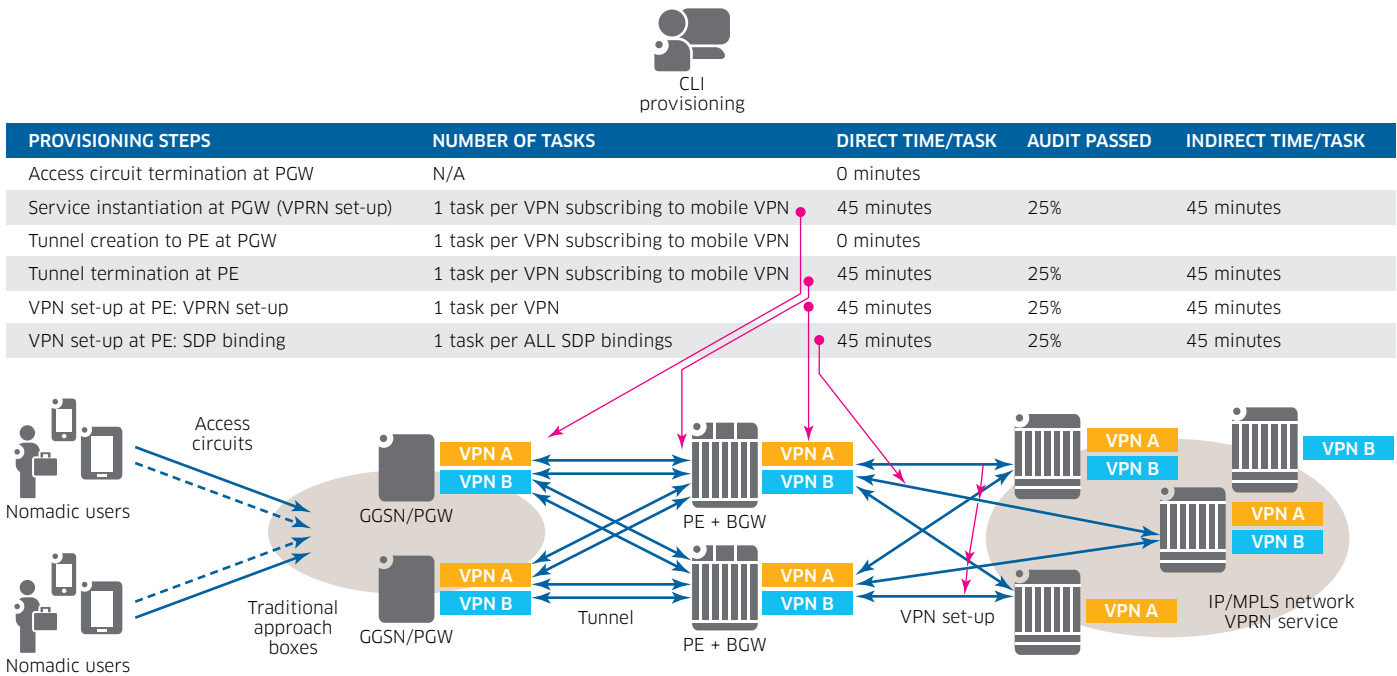 CLI
provisioning
PROVISIONING STEPS NUMBER OF TASKS DIRECT TIME/TASK AUDIT PASSED INDIRECT TIME/TASK
Access circuit termination at PGW N/A 0 minutes
Service instantiation at PGW (VPRN set-up) 1 task per VPN subscribing to mobile VPN 45 minutes 25% 45 minutes
Tunnel creation to PE at PGW 1 task per VPN subscribing to mobile VPN 0 minutes
Tunnel termination at PE 1 task per VPN subscribing to mobile VPN 45 minutes 25% 45 minutes
VPN set-up at PE: VPRN set-up 1 task per VPN 45 minutes 25% 45 minutes
VPN set-up at PE: SDP binding 1 task per ALL SDP bindings 45 minutes 25% 45 minutes
Nomadic users
Access
circuits
VPN A
VPN B
GGSN/PGW
VPN A
VPN B
PE + BGW
VPN A
VPN B
VPN B
VPN A
VPN B
Nomadic users
Traditional
approach
boxes
VPN A
VPN B
GGSN/PGW
Tunnel
VPN A
VPN B
PE + BGW
VPN set-up
VPN A
IP/MPLS network
VPRN service